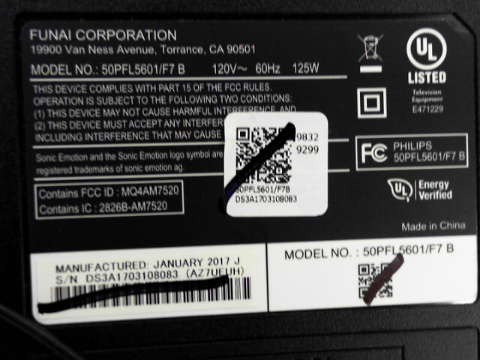 FUNAI CORPORATION
19900 Van Ness Avenue, Torrance, CA 90501
MODEL NO.: 50PFL5601/F7 B 120V~ 60Hz 125W
THIS DEVICE COMPLIES WITH PART 15 OF THE FCC RULES.
OPERATION IS SUBJECT TO THE FOLLOWING TWO CONDITIONS:
(1) THIS DEVICE MAY NOT CAUSE HARMFUL INTERFERENCE, AND
(2) THIS DEVICE MUST ACCEPT ANY INTERFERENCE
INCLUDING INTERFERENCE THAT MAY CAUSE
Sonic Emotion and the Sonic Emotion logo symbol are
registered trademarks of sonic emotion ag
Contains FCC ID : MQ4AM7520
Contains IC : 2826B-AM7520
9832
9299
50PFL5601/F7B
DS3A1703108083
UL
LISTED
Television
Equipment
E471229
FC
PHILIPS
50PFL5601/F7 B
UL
Energy
Verified
Made in China
MANUFACTURED: JANUARY 2017 J
S/N DS3A1703108083 (AZ7UFUH)
MODEL NO. : 50PFL5601/F7 B